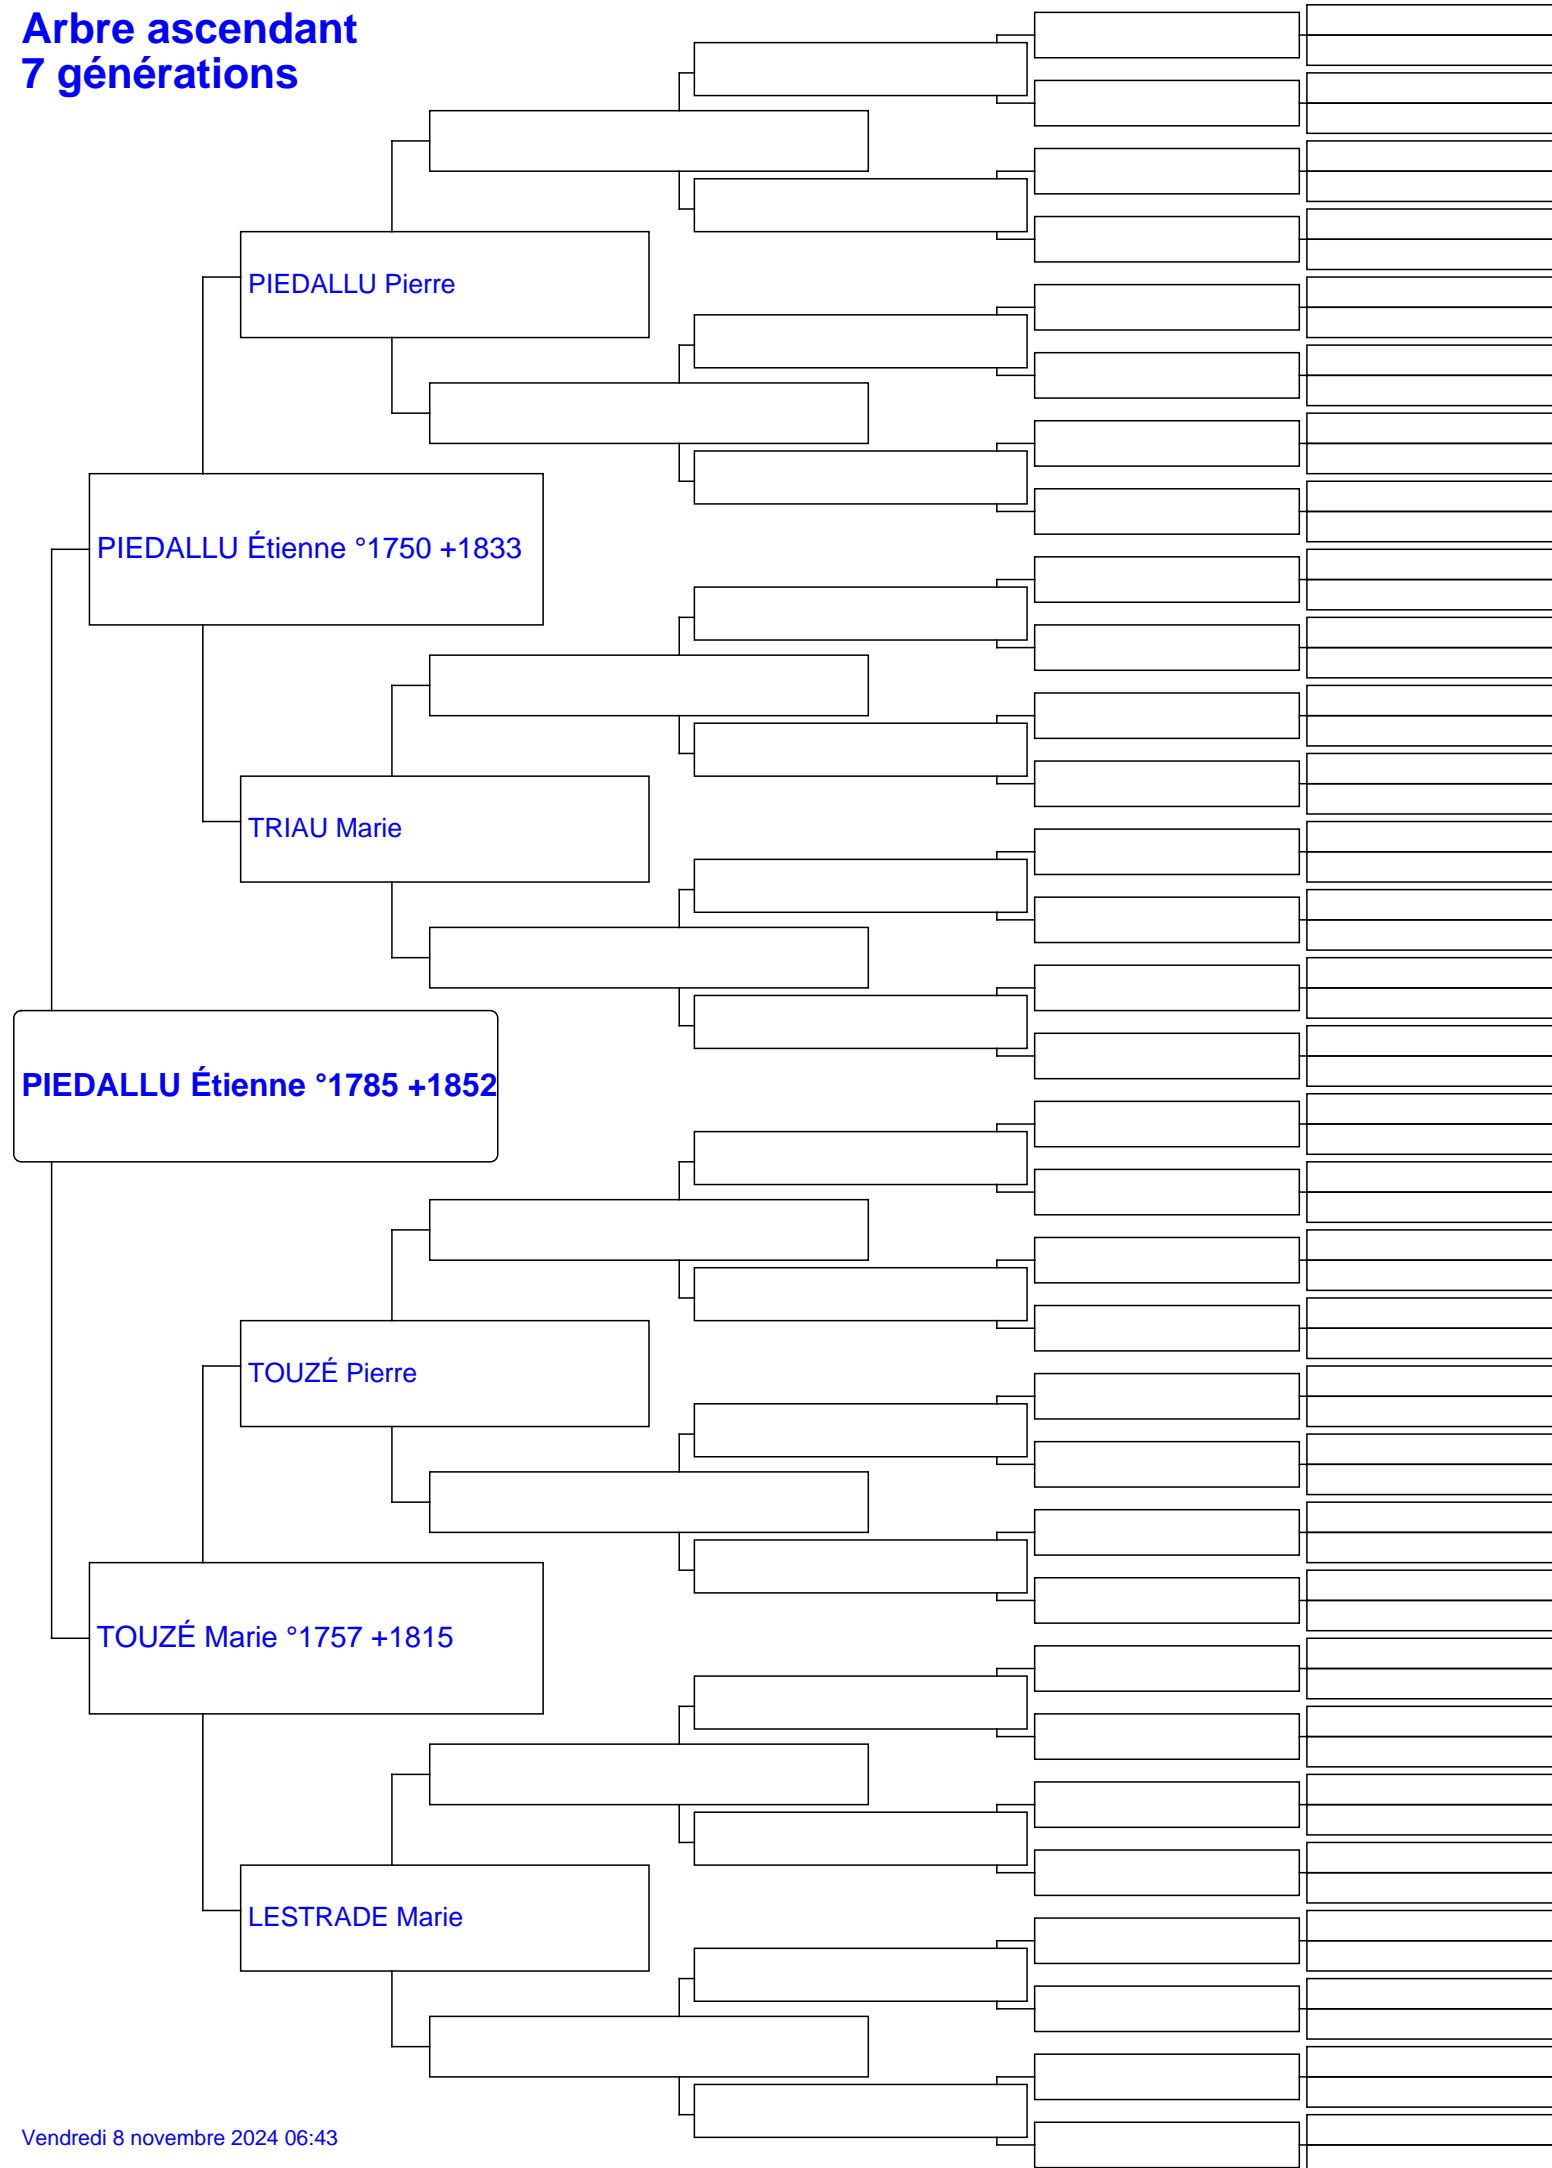 Arbre ascendant
7 générations
PIEDALLU Pierre
PIEDALLU Étienne °1750 +1833
TRIAU Marie
PIEDALLU Étienne °1785 +1852
TOUZÉ Pierre
TOUZÉ Marie °1757 +1815
LESTRADE Marie
Vendredi 8 novembre 2024 06:43